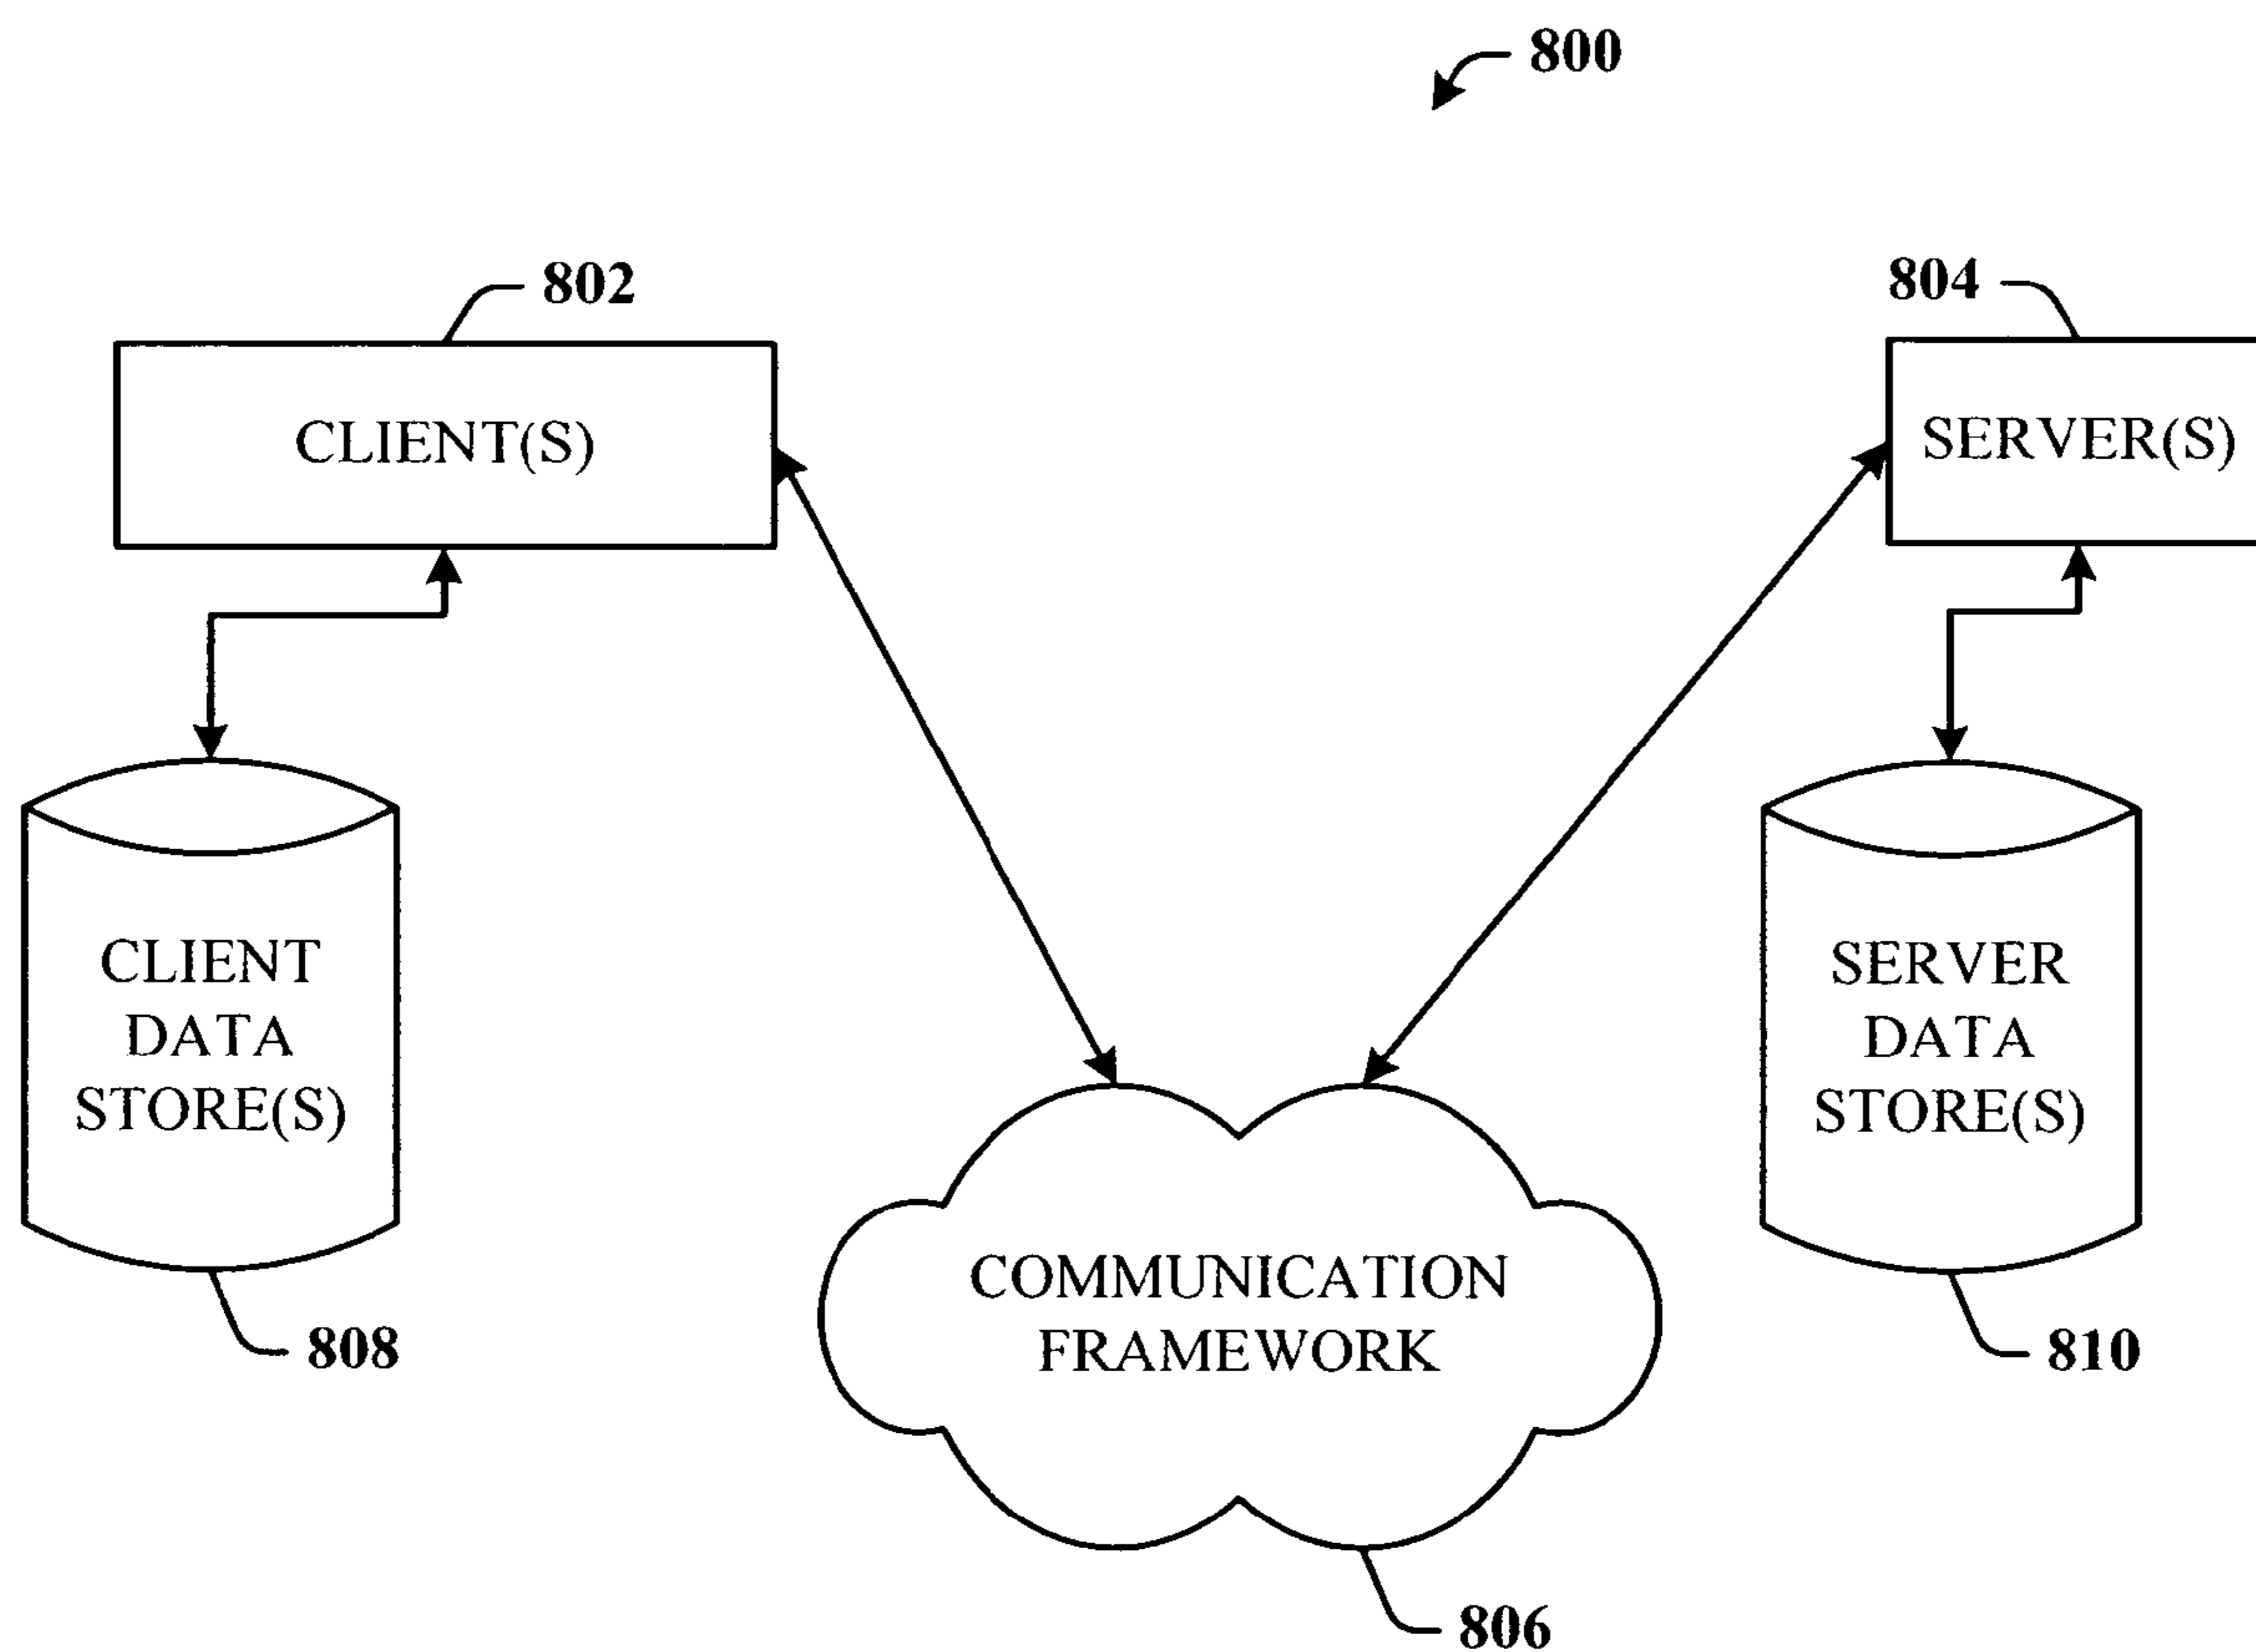 800
802
804
CLIENT(S)
SERVER(S)
CLIENT
DATA
STORE(S)
SERVER
DATA
STORE(S)
COMMUNICATION
FRAMEWORK
808
810
806